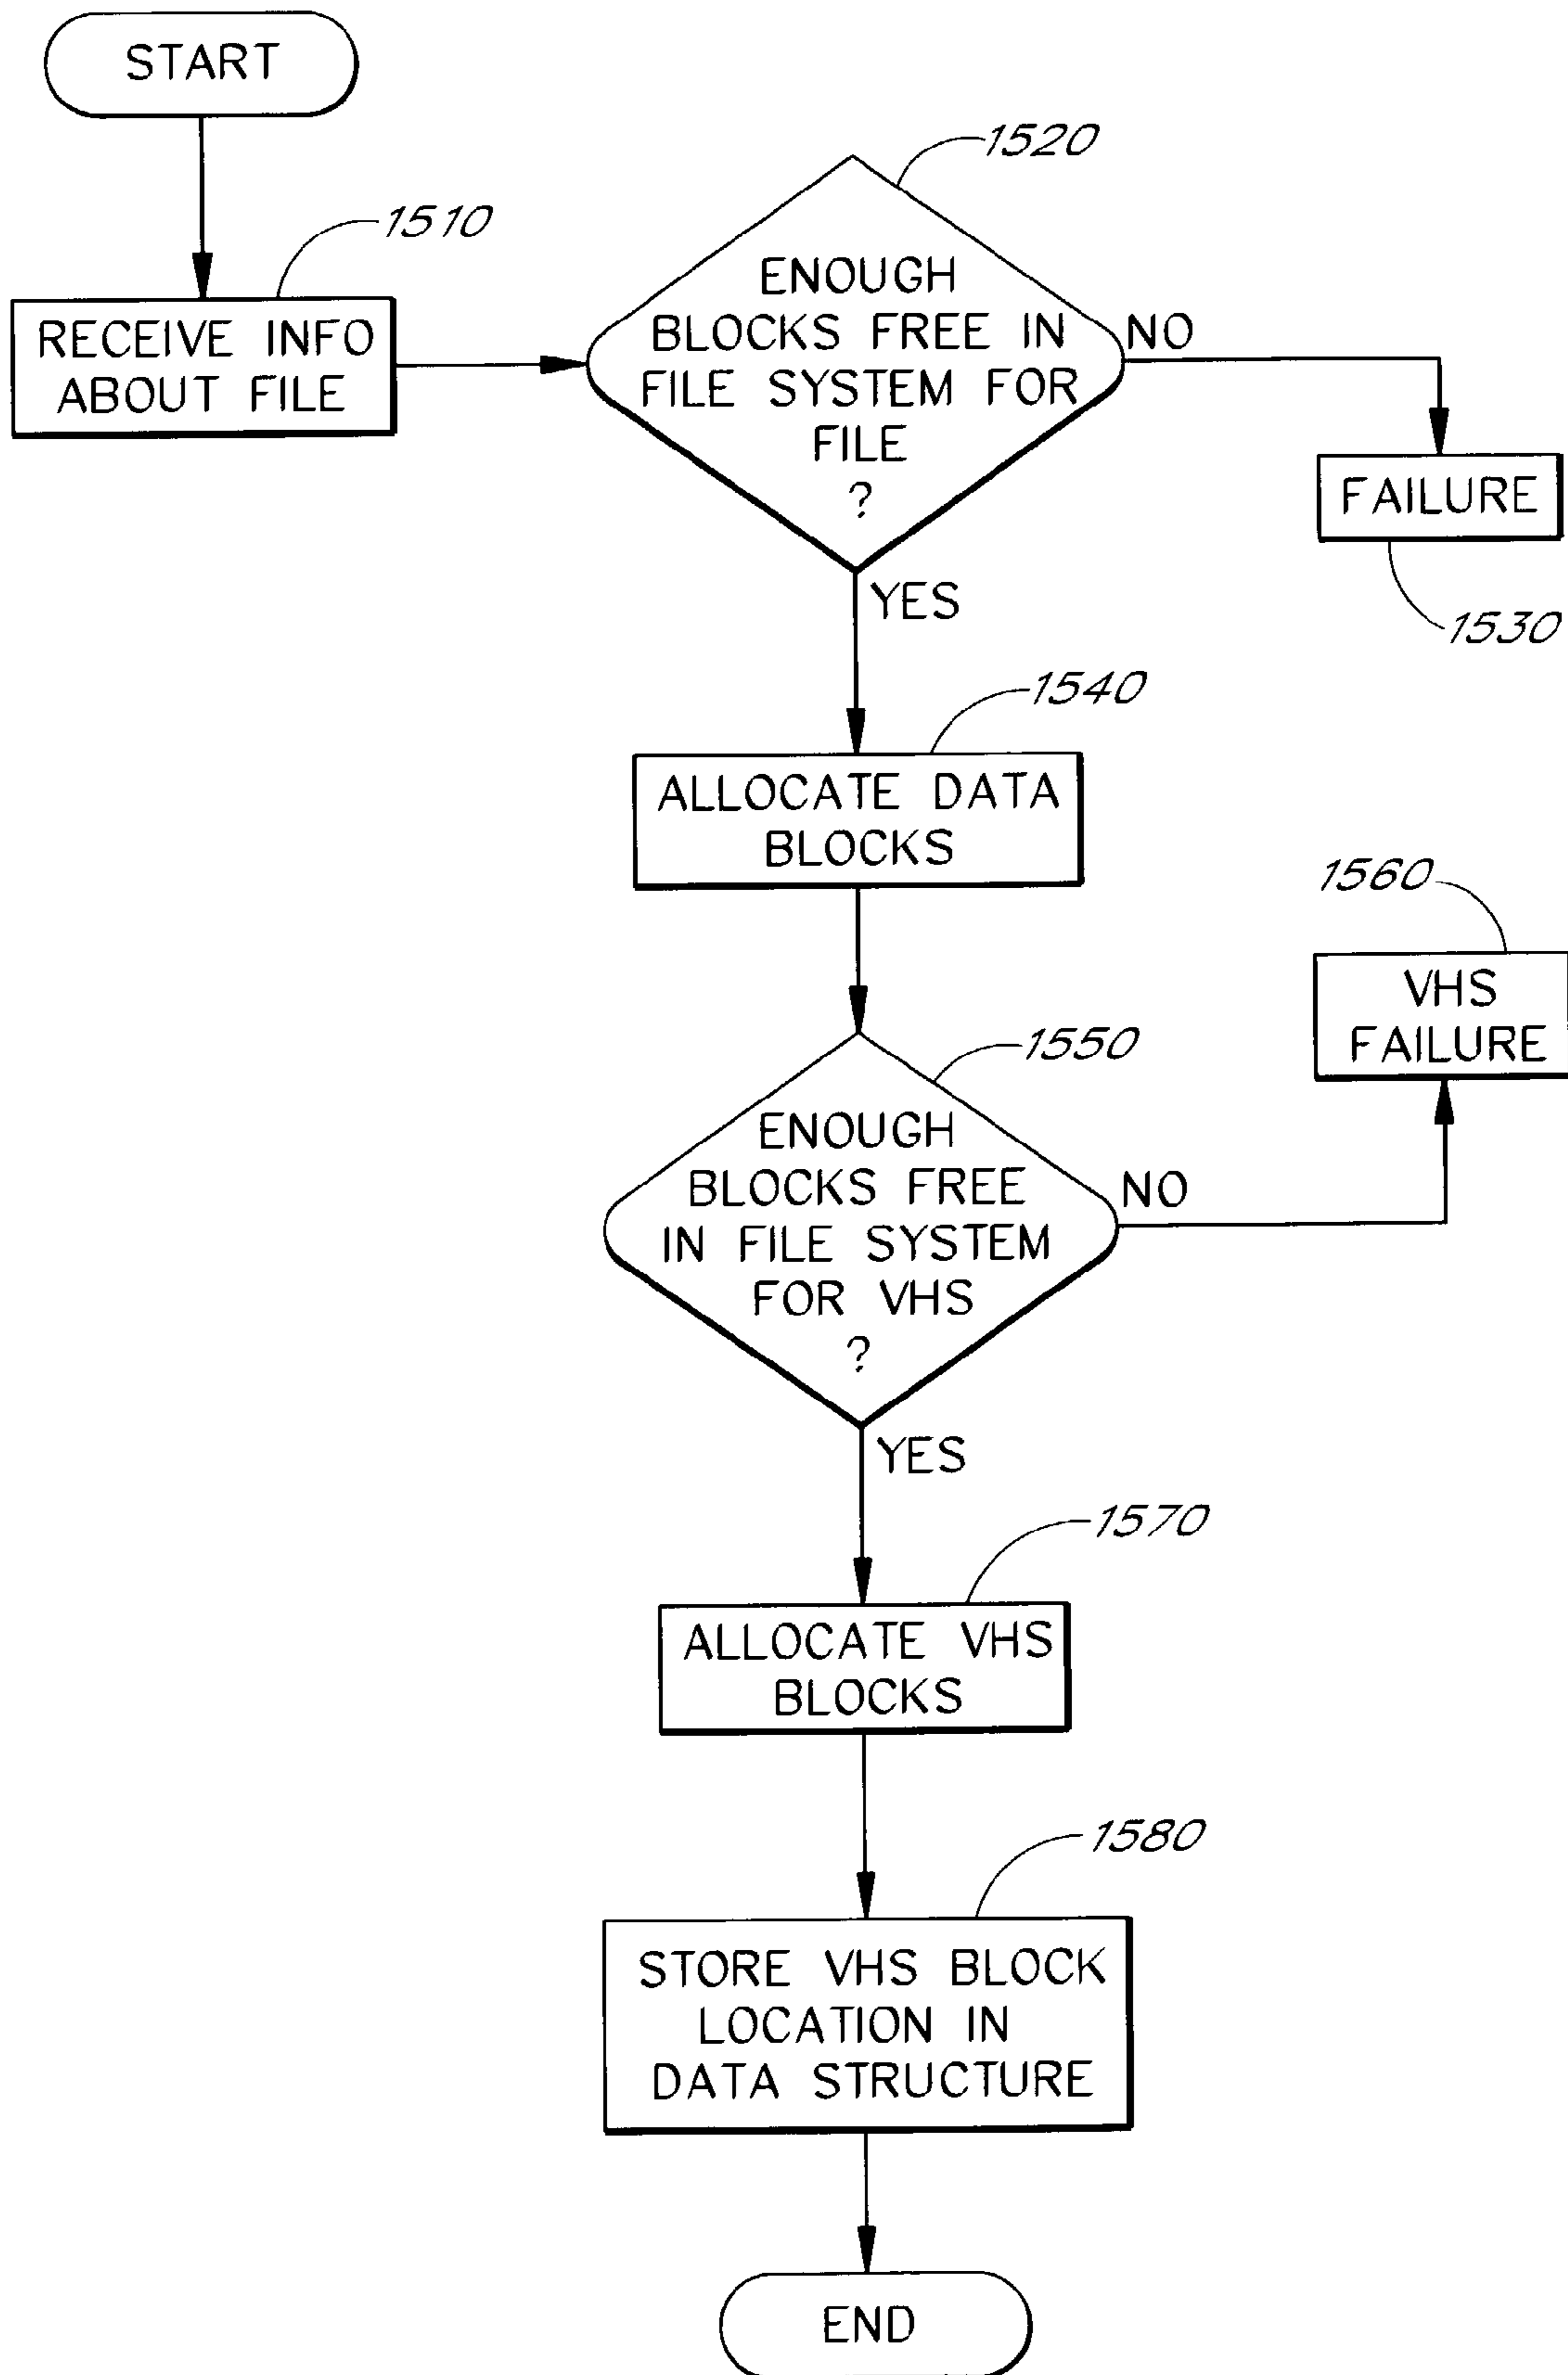 START
1510
RECEIVE INFO
ABOUT FILE
1520
ENOUGH
BLOCKS FREE IN
FILE SYSTEM FOR
FILE
?
NO
FAILURE
1530
YES
1540
ALLOCATE DATA
BLOCKS
1560
VHS
FAILURE
1550
ENOUGH
BLOCKS FREE
IN FILE SYSTEM
FOR VHS
?
NO
YES
1570
ALLOCATE VHS
BLOCKS
1580
STORE VHS BLOCK
LOCATION IN
DATA STRUCTURE
END